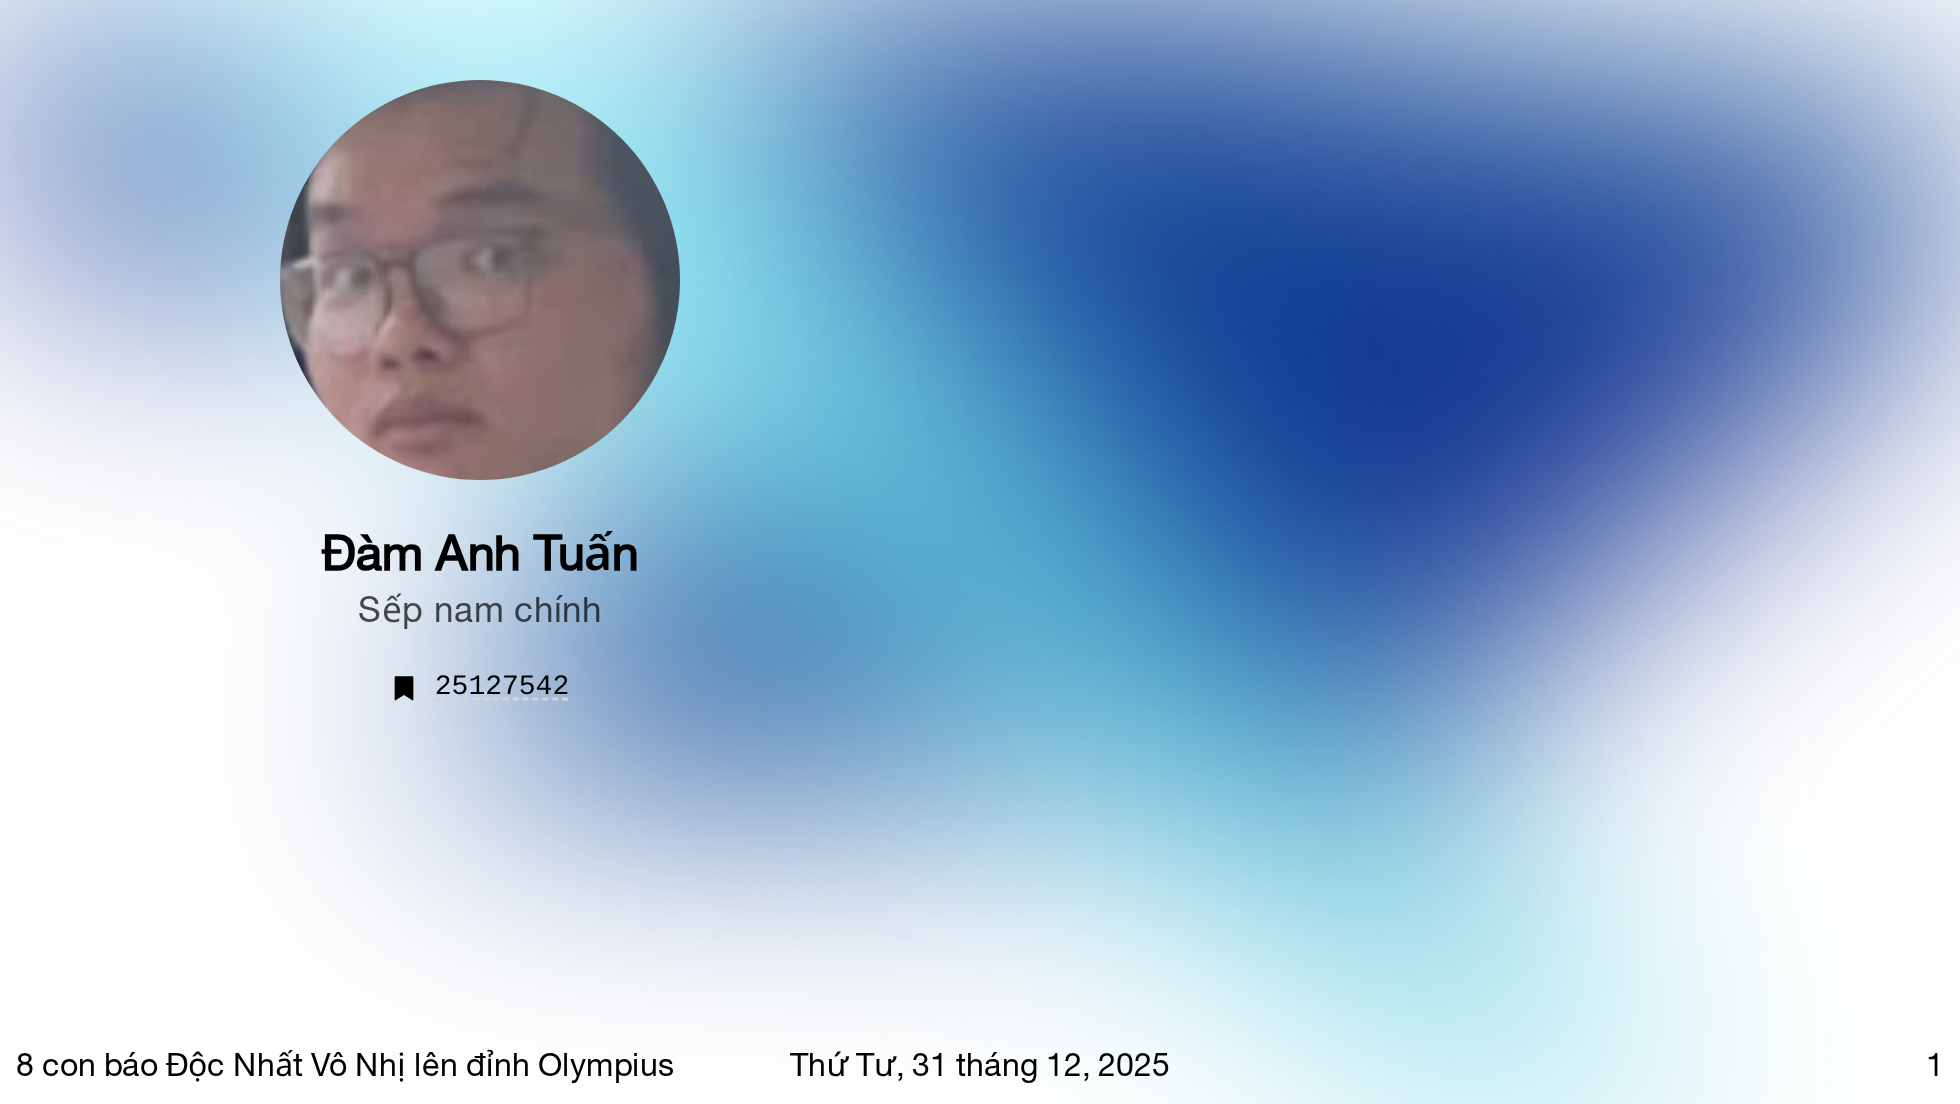 Đàm Anh Tuấn
Sếp nam chính
25127542
8 con báo Độc Nhất Vô Nhị lên đỉnh Olympius
Thứ Tư, 31 tháng 12, 2025
1